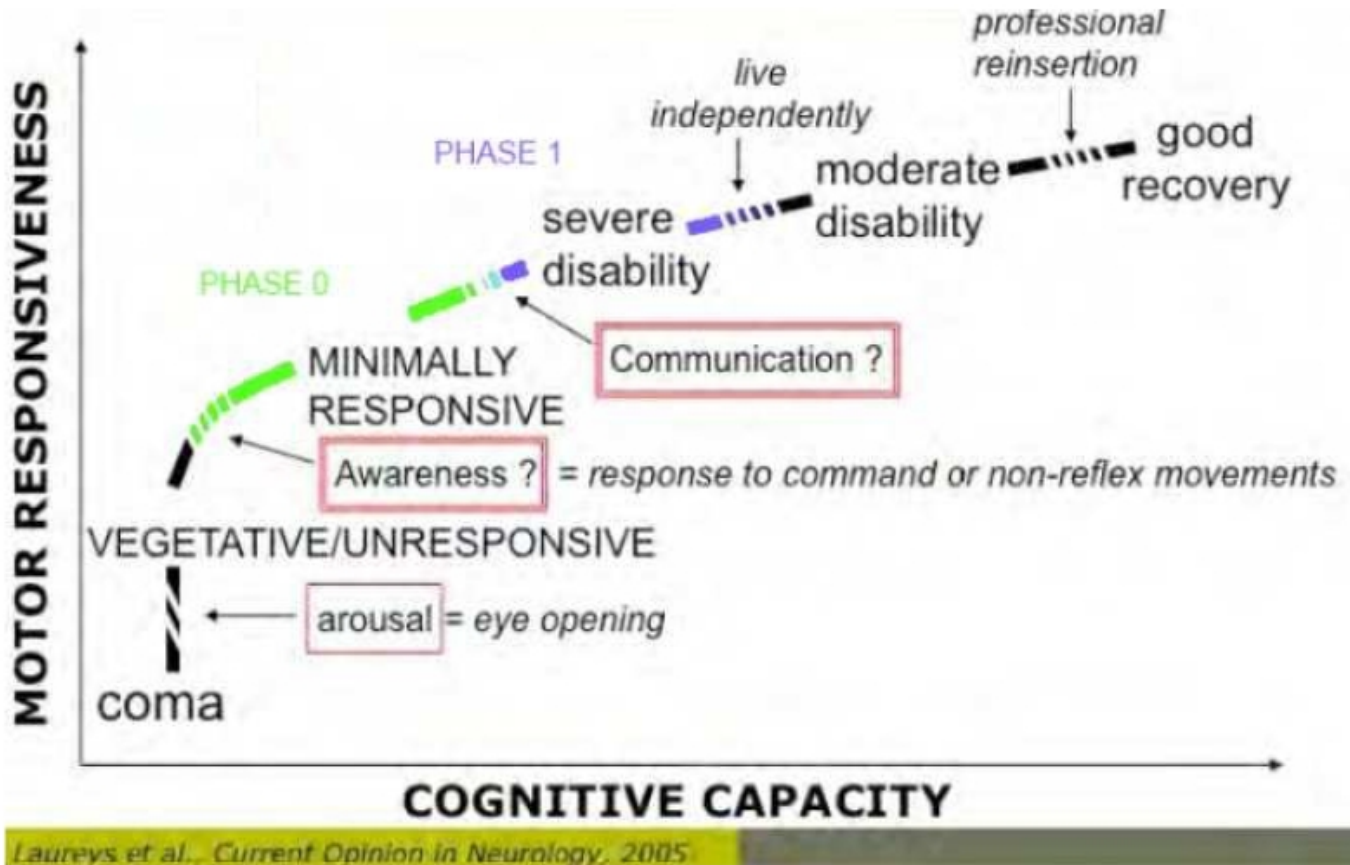 professional
reinsertion
live
independently
PHASE 1
good
recovery
moderate
disability
severe
disability
PHASE 0
Communication ?
MINIMALLY
RESPONSIVE
Awareness ? = response to command or non-reflex movements
VEGETATIVE/UNRESPONSIVE
arousal = eye opening
coma
MOTOR RESPONSIVENESS
COGNITIVE CAPACITY
Laureys et al., Current Opinion in Neurology, 2005